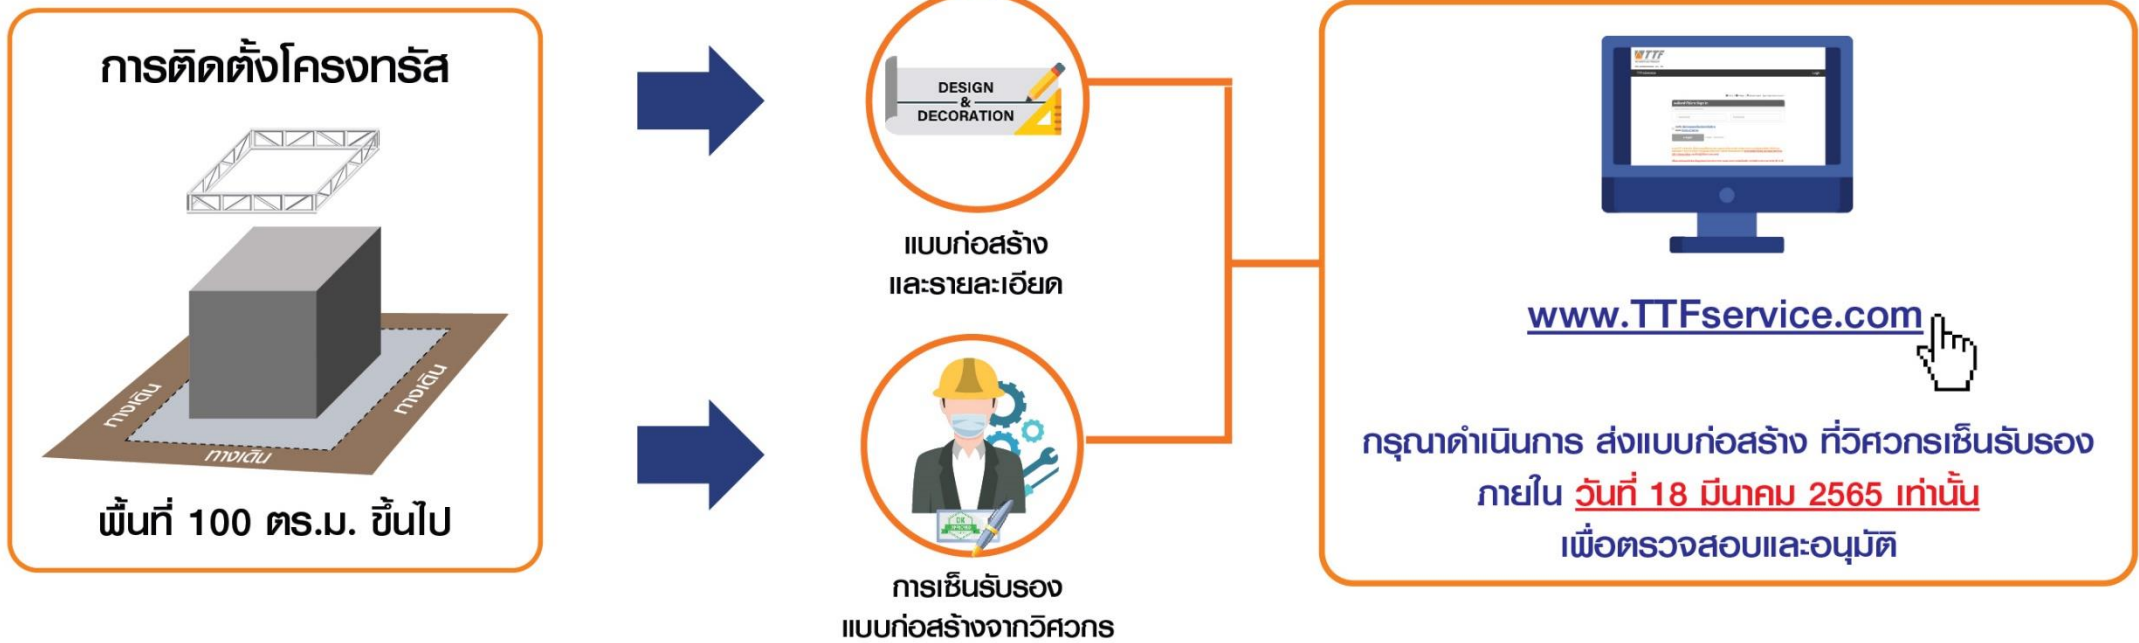 การติดตั้งโครงทรัส
ทางเดิน
ทางเดิน
ทางเดิน
พื้นที่ 100 ตร.ม. ขึ้นไป
DESIGN
&
DECORATION
แบบก่อสร้าง
และรายละเอียด
OK
การเซ็นรับรอง
แบบก่อสร้างจากวิศวกร
TTF
www.TTFservice.com
กรุณาดำเนินการ ส่งแบบก่อสร้าง ที่วิศวกรเซ็นรับรอง
ภายใน วันที่ 18 มีนาคม 2565 เท่านั้น
เพื่อตรวจสอบและอนุมัติ